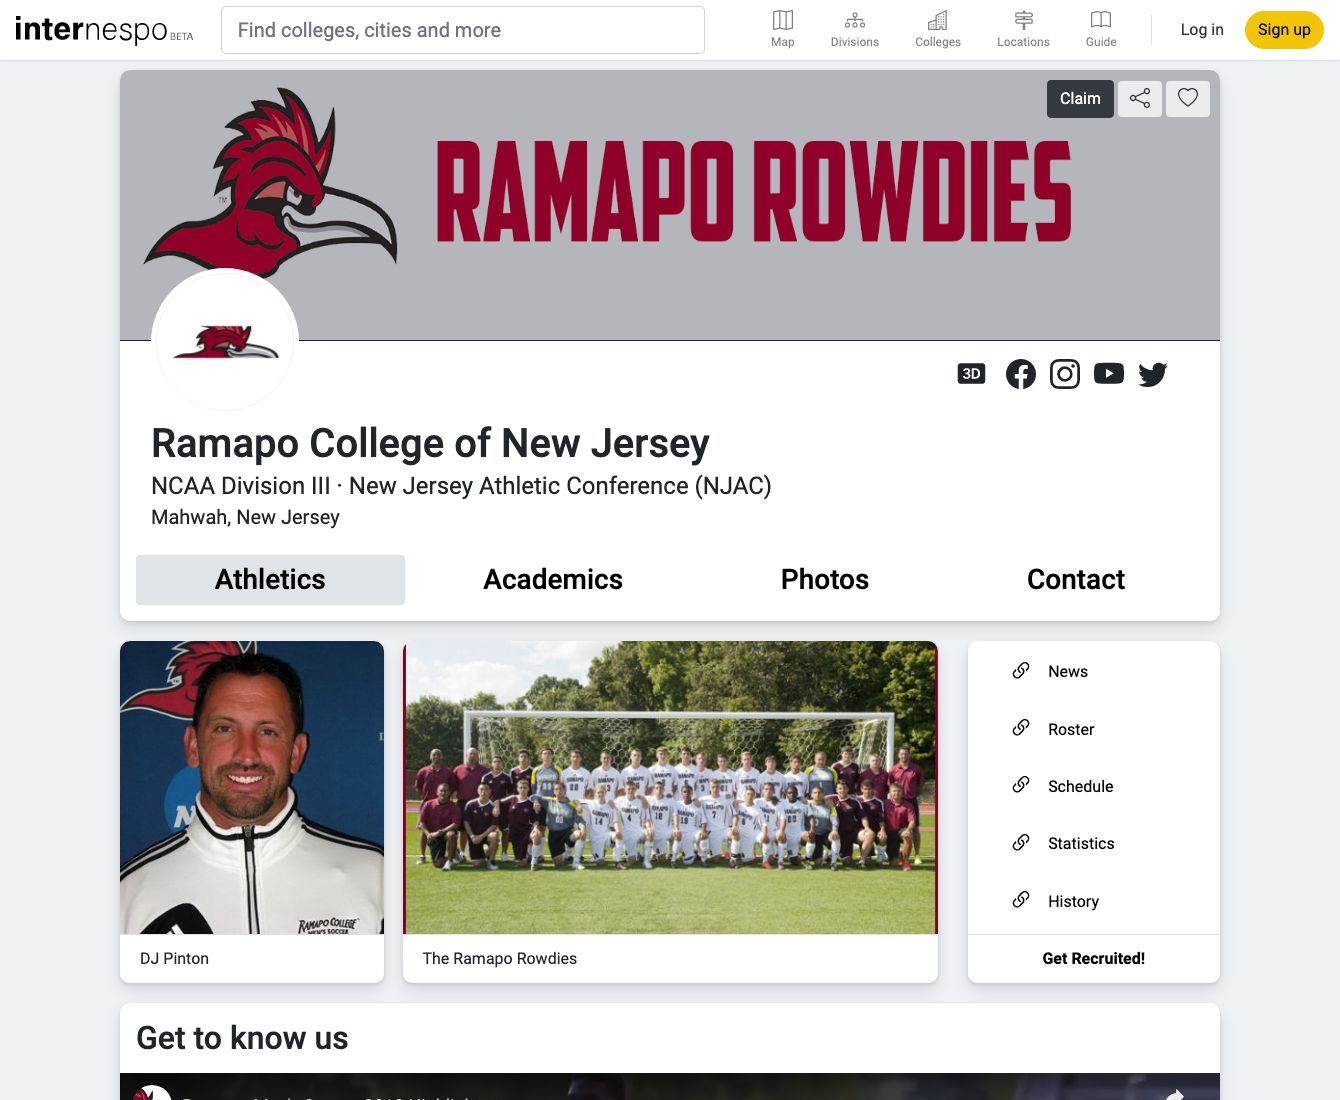 internespo BETA
Find colleges, cities and more
Map
Divisions
Colleges
Locations
Guide
Log in
Sign up
Claim
RAMAPO ROWDIES
TM
3D
Ramapo College of New Jersey
NCAA Division III · New Jersey Athletic Conference (NJAC)
Mahwah, New Jersey
Athletics
Academics
Photos
Contact
RAMAPO COLLEGE
MEN'S SOCCER
DJ Pinton
The Ramapo Rowdies
News
Roster
Schedule
Statistics
History
Get Recruited!
Get to know us